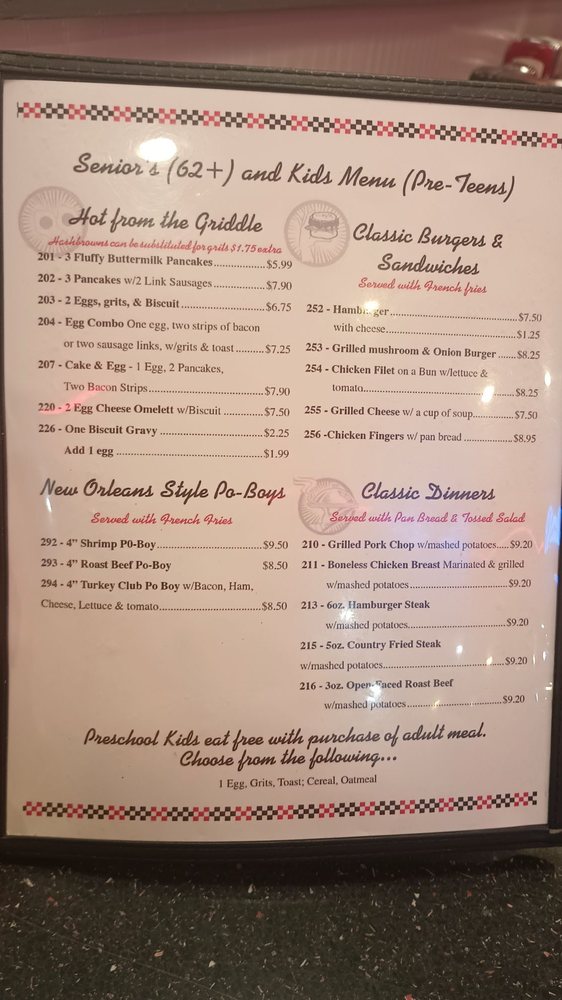 Senior's (62+) and Kids Menu (Pre-Teens)
Hot from the Griddle
Hashbrowns can be substituted for grits $1.75 extra
201 - 3 Fluffy Buttermilk Pancakes..................$5.99
202 - 3 Pancakes w/2 Link Sausages..................$7.90
203 - 2 Eggs, grits, & Biscuit..................$6.75
204 - Egg Combo One egg, two strips of bacon
or two sausage links, w/grits & toast..........$7.25
207 - Cake & Egg - 1 Egg, 2 Pancakes,
Two Bacon Strips..................$7.90
220 - 2 Egg Cheese Omelett w/Biscuit............$7.50
226 - One Biscuit Gravy..................$2.25
Add 1 egg..................$1.99
Classic Burgers &
Sandwiches
Served with French fries
252 - Hamburger..................$7.50
with cheese..................$1.25
253 - Grilled mushroom & Onion Burger......$8.25
254 - Chicken Filet on a Bun w/lettuce &
tomato..................$8.25
255 - Grilled Cheese w/ a cup of soup..........$7.50
256 -Chicken Fingers w/ pan bread..........$8.95
New Orleans Style Po-Boys
Served with French Fries
292 - 4" Shrimp P0-Boy..................$9.50
293 - 4" Roast Beef Po-Boy $8.50
294 - 4" Turkey Club Po Boy w/Bacon, Ham,
Cheese, Lettuce & tomato..................$8.50
Classic Dinners
Served with Pan Bread & Tossed Salad
210 - Grilled Pork Chop w/mashed potatoes.....$9.20
211 - Boneless Chicken Breast Marinated & grilled
w/mashed potatoes..................$9.20
213 - 6oz. Hamburger Steak
w/mashed potatoes..................$9.20
215 - 5oz. Country Fried Steak
w/mashed potatoes..................$9.20
216 - 3oz. Open-Faced Roast Beef
w/mashed potatoes..................$9.20
Preschool Kids eat free with purchase of adult meal.
Choose from the following...
1 Egg, Grits, Toast; Cereal, Oatmeal